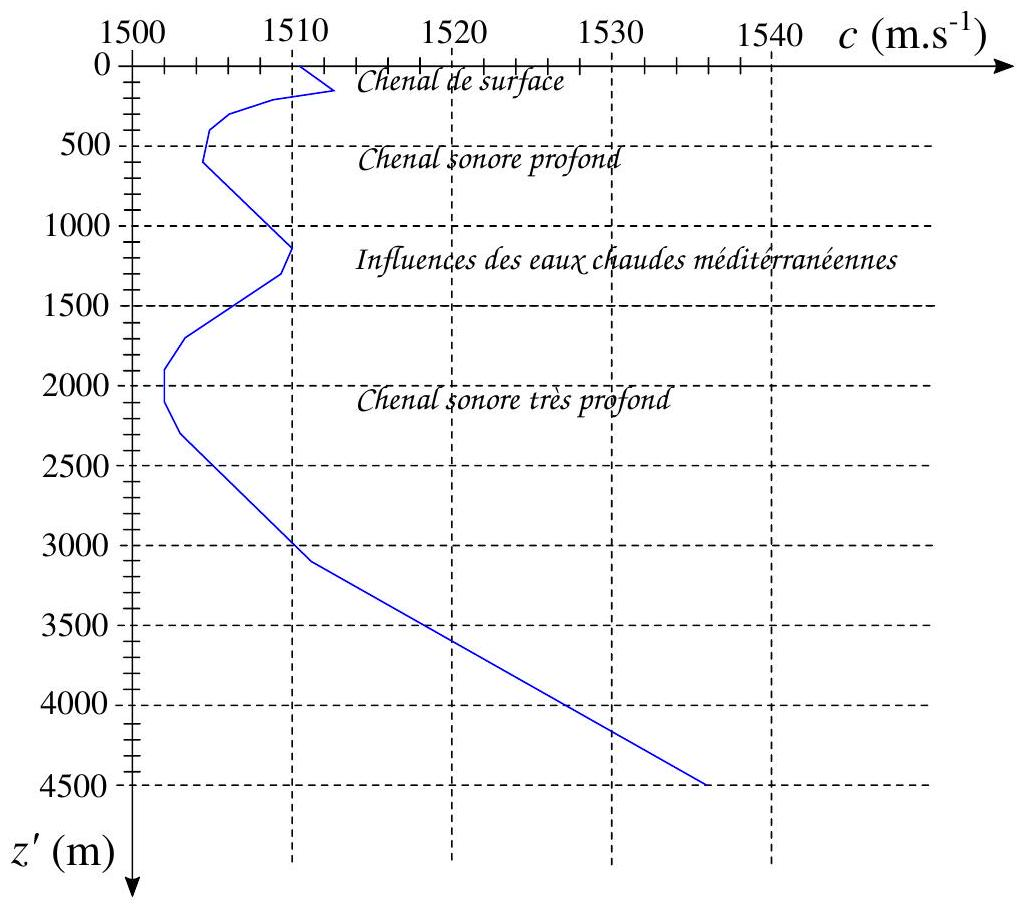 1500 1510 1520 1530 1540 c (m.s⁻¹)
0
Chenal de surface
500
Chenal sonore profond
1000
Influences des eaux chaudes méditérranéennes
1500
2000
Chenal sonore très profond
2500
3000
3500
4000
4500
z′ (m)